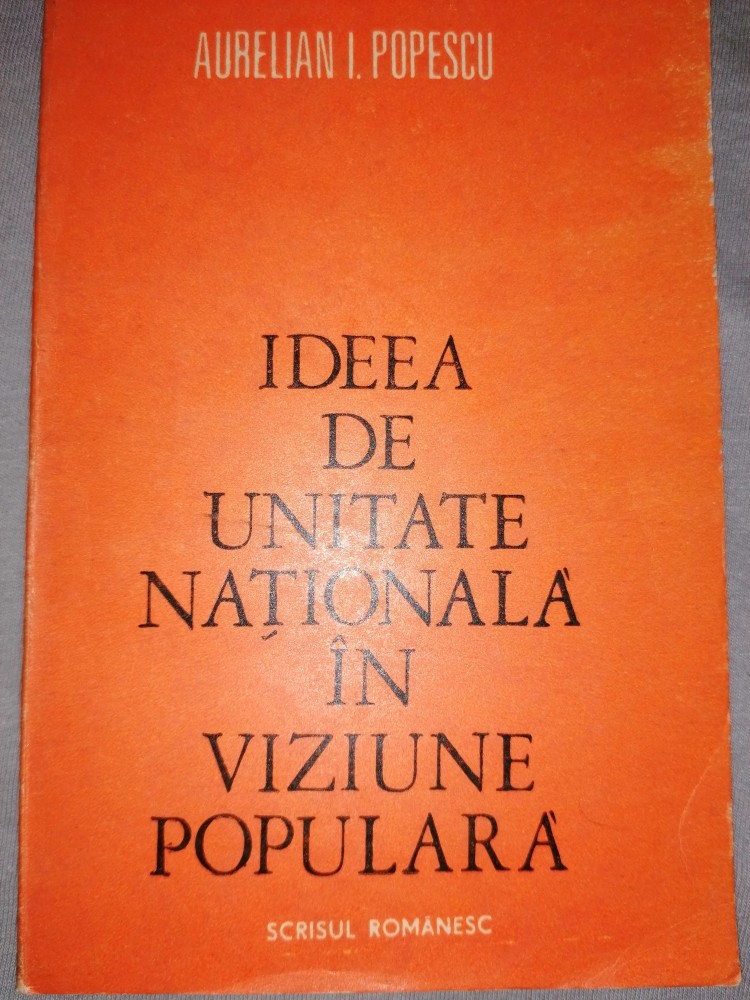 AURELIAN I. POPESCU
IDEEA
DE
UNITATE
NAȚIONALĂ
ÎN
VIZIUNE
POPULARĂ
SCRISUL ROMÂNESC